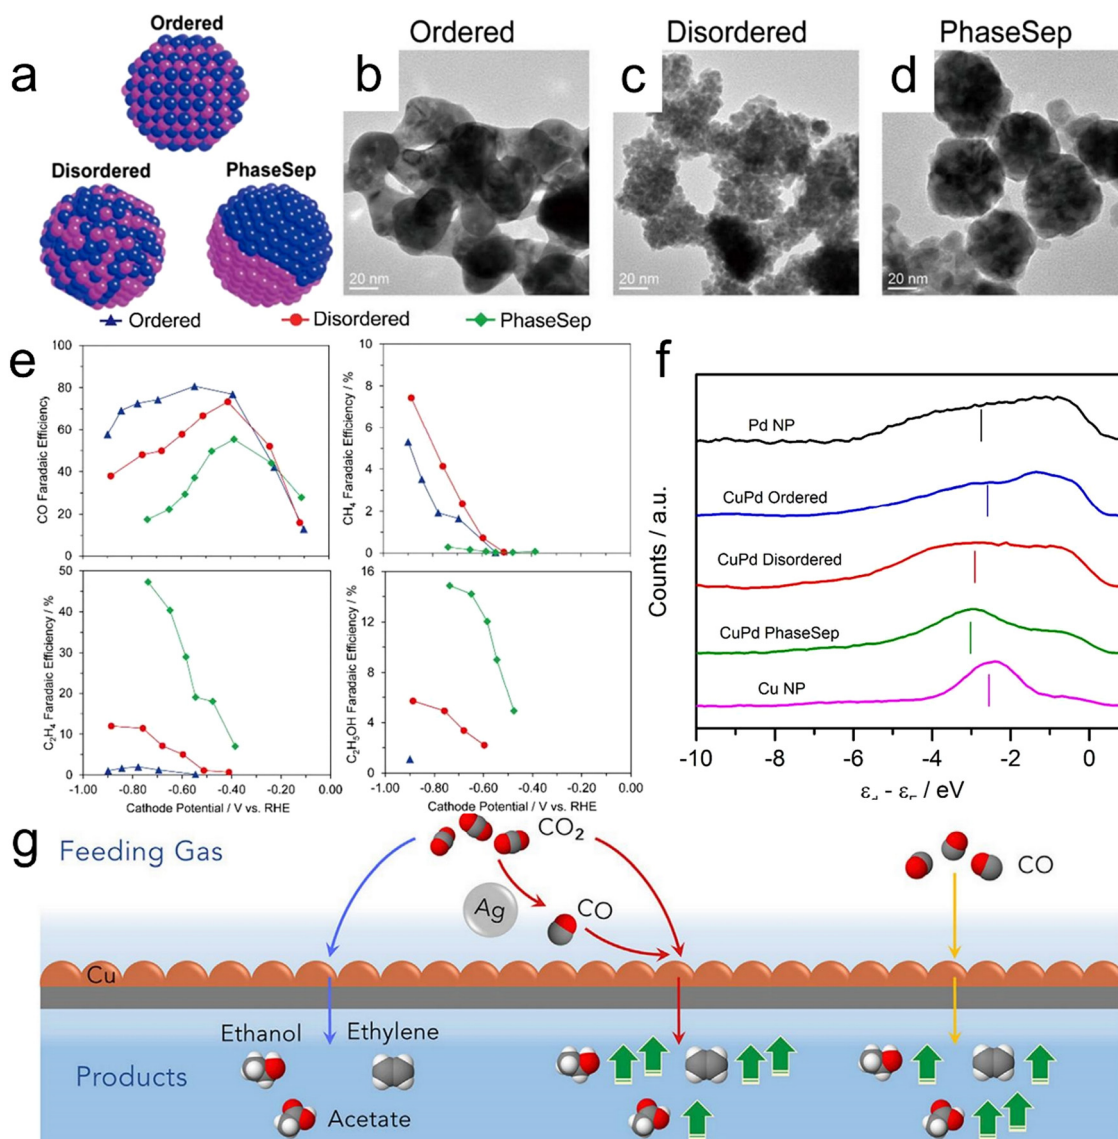 a
Ordered
Disordered
PhaseSep
b
Ordered
20 nm
c
Disordered
20 nm
d
PhaseSep
20 nm
Ordered
Disordered
PhaseSep
e
CO Faradaic Efficiency
100
80
60
40
20
0
CH₄ Faradaic Efficiency / %
10
8
6
4
2
0
C₂H₄ Faradaic Efficiency / %
50
40
30
20
10
0
-1.00 -0.80 -0.60 -0.40 -0.20 0.00
Cathode Potential / V vs. RHE
C₂H₅OH Faradaic Efficiency / %
16
12
8
4
0
-1.00 -0.80 -0.60 -0.40 -0.20 0.00
Cathode Potential / V vs. RHE
f
Counts / a.u.
Pd NP
CuPd Ordered
CuPd Disordered
CuPd PhaseSep
Cu NP
-10 -8 -6 -4 -2 0
/ eV
g
Feeding Gas
CO₂
Ag
CO
CO
Cu
Ethanol
Ethylene
Acetate
Products